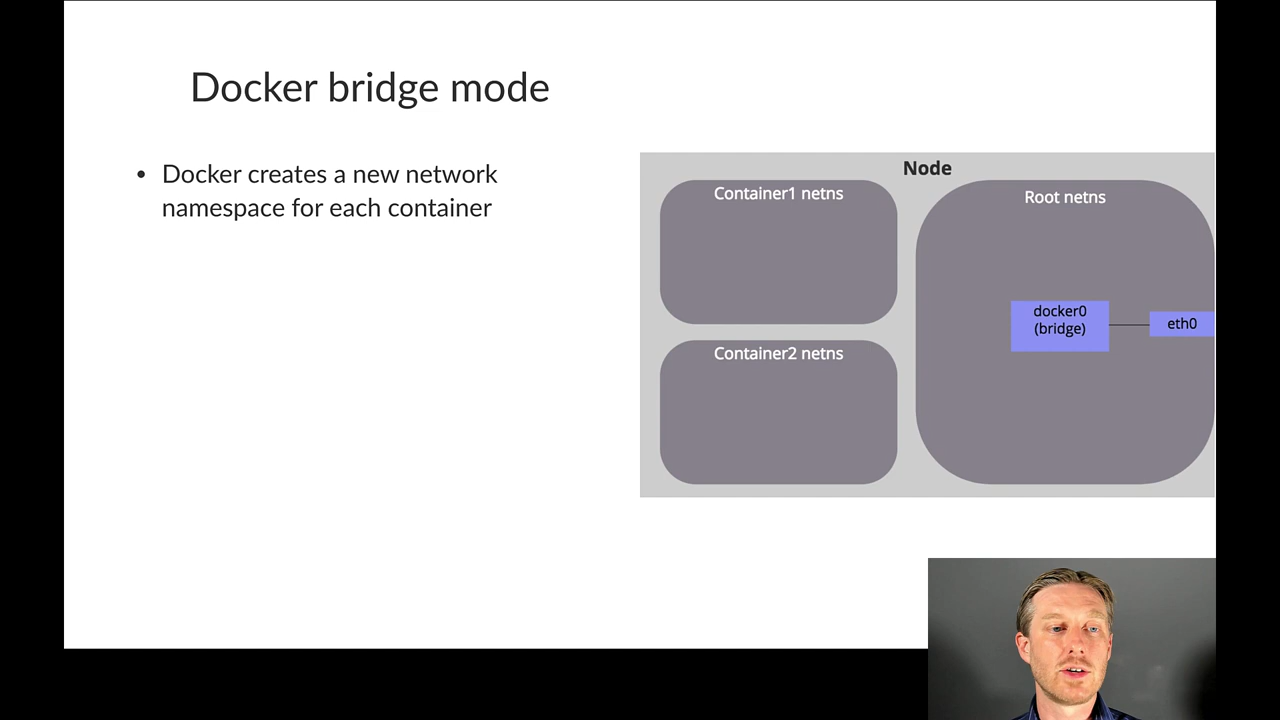 Docker bridge mode
• Docker creates a new network
namespace for each container
Node
Container1 netns
Root netns
docker0
(bridge)
eth0
Container2 netns